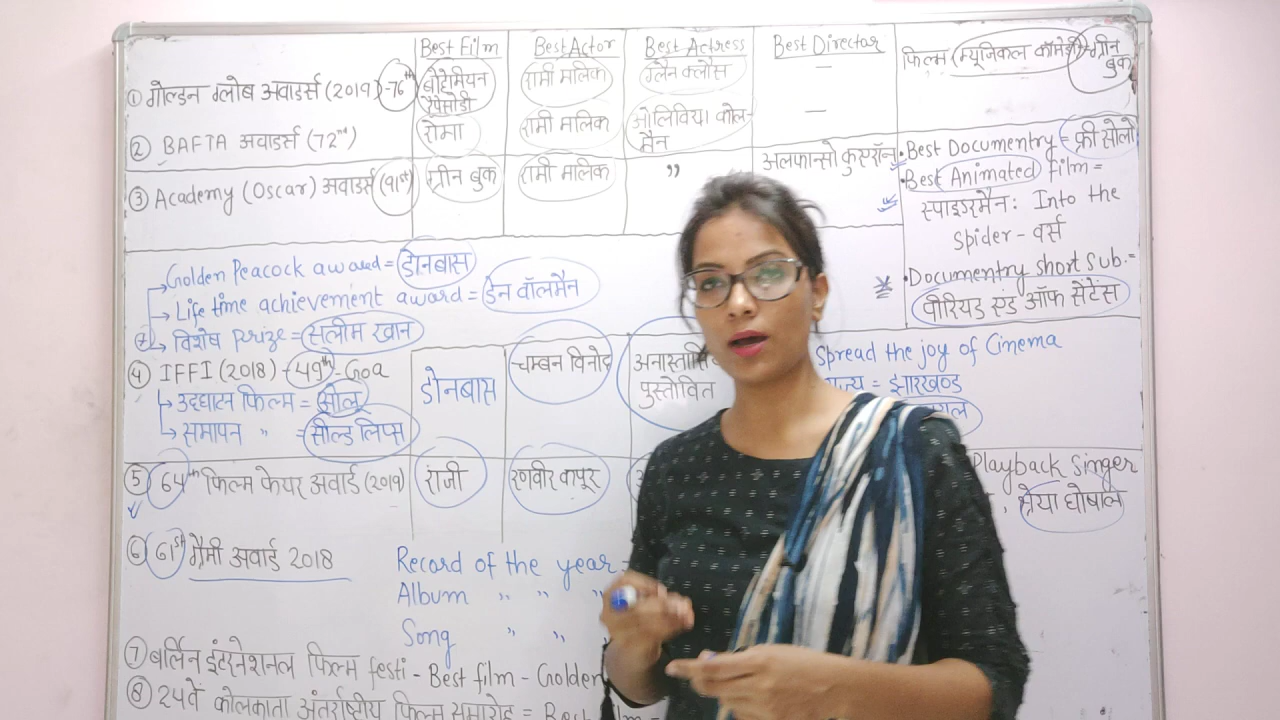 Best Film Best Actor Best Actress Best Director
फिल्म (म्यूजिकल कॉमेडी)-ग्रीन बुक
① गोल्डन ग्लोब अवार्डर्स (2019)-76th बोहेमियन रैप्सोडी रामी मलिक ग्लैन क्लौस —
② BAFTA अवार्डर्स (72nd) रोमा रामी मलिक ओलिविया कोल-मैन —
③ Academy (Oscar) अवार्डर्स (91st) ग्रीन बुक रामी मलिक ” अलफान्सो कुरर्रॉन
• Best Documentry = फ्री सोलो
• Best Animated film =
स्पाइडरमैन: Into the
Spider-वर्स
• Documentry Short Sub. =
पीरियड एंड ऑफ सेंटेंस
Golden Peacock award = डोनबास
Life time achievement award = डेन वॉलमैन
विशेष Prize = सलीम खान
④ IFFI (2018) - 49th - Goa डोनबास चम्बन विनोद पुस्तोवित
उद्घाटन फिल्म =
समापन " = सील्ड लिप्स
Spread the joy of Cinema
= झारखण्ड
⑤ 64th फिल्म फेयर अवार्ड (2019) राजी रणवीर कपूर
Playback Singer
श्रेया घोषाल
⑥ 61st ग्रैमी अवार्ड 2018
Record of the year -
Album " " "
Song " "
⑦ बर्लिन इंटरनेशनल फिल्म festi - Best film - Golden
⑧ 24वें कोलकाता अंतर्राष्ट्रीय फिल्म समारोह =